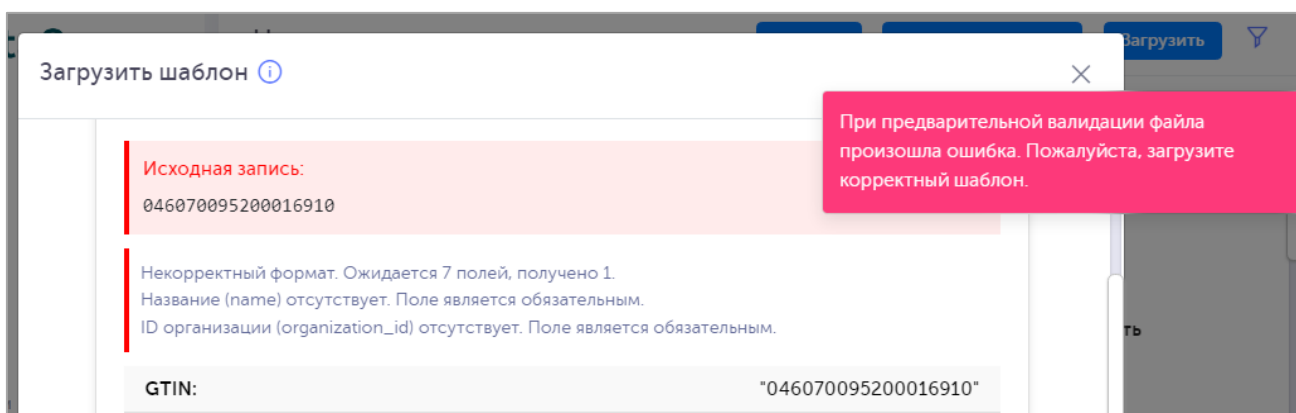 Загрузить
Загрузить шаблон
При предварительной валидации файла
произошла ошибка. Пожалуйста, загрузите
корректный шаблон.
Исходная запись:
046070095200016910
Некорректный формат. Ожидается 7 полей, получено 1.
Название (name) отсутствует. Поле является обязательным.
ID организации (organization_id) отсутствует. Поле является обязательным.
ть
GTIN: "046070095200016910"